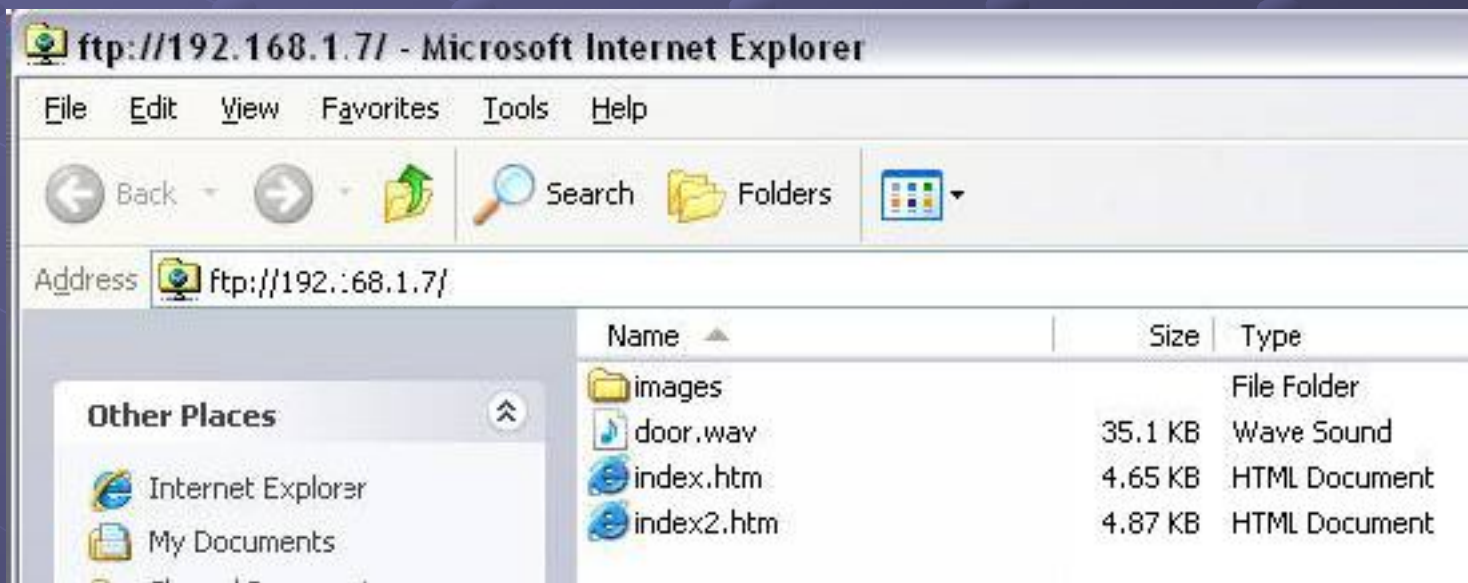 ftp://192.168.1.7/ - Microsoft Internet Explorer
File Edit View Favorites Tools Help
Back Search Folders
Address ftp://192.168.1.7/
Name Size Type
images File Folder
Other Places
door.wav 35.1 KB Wave Sound
index.htm 4.65 KB HTML Document
Internet Explorer
index2.htm 4.87 KB HTML Document
My Documents